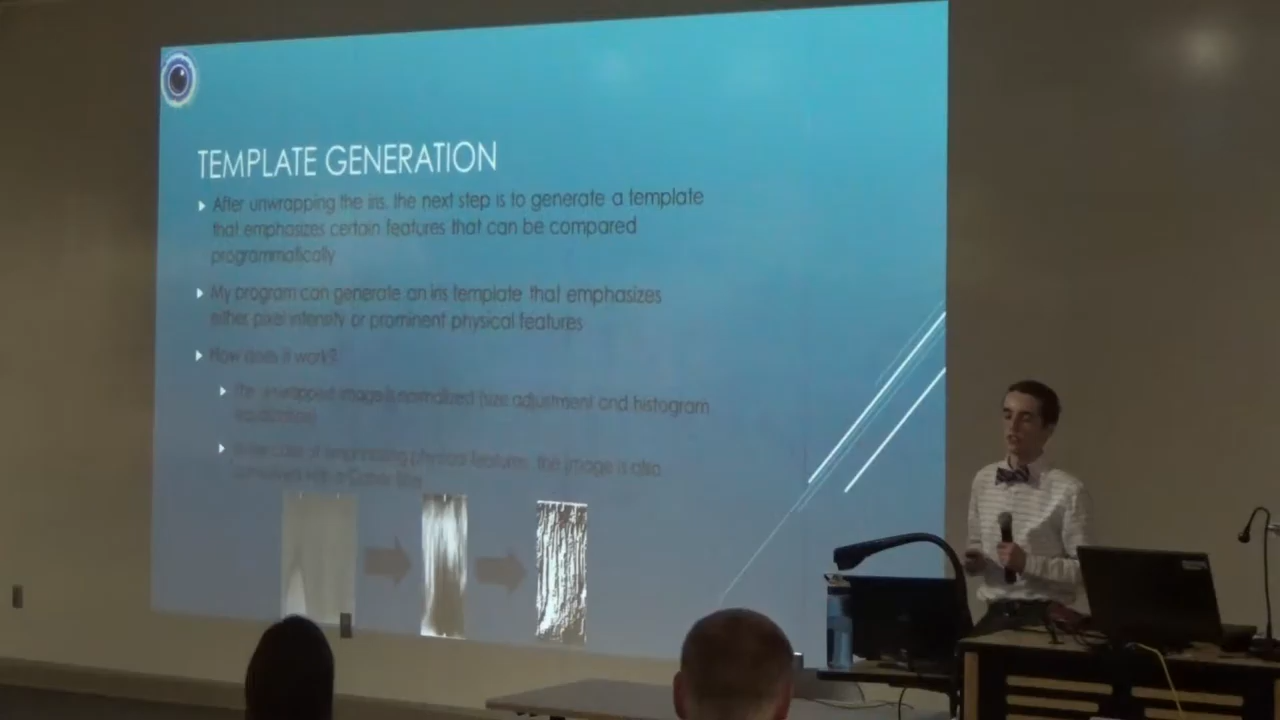 TEMPLATE GENERATION
After unwrapping the iris, the next step is to generate a template
that emphasizes certain features that can be compared
programmatically
My program can generate an iris template that emphasizes
either pixel intensity or prominent physical features
How does it work?
The unwrapped image is normalized (size adjustment and histogram
equalization)
case of emphasizing physical features, the image is also
with a Gabor filter